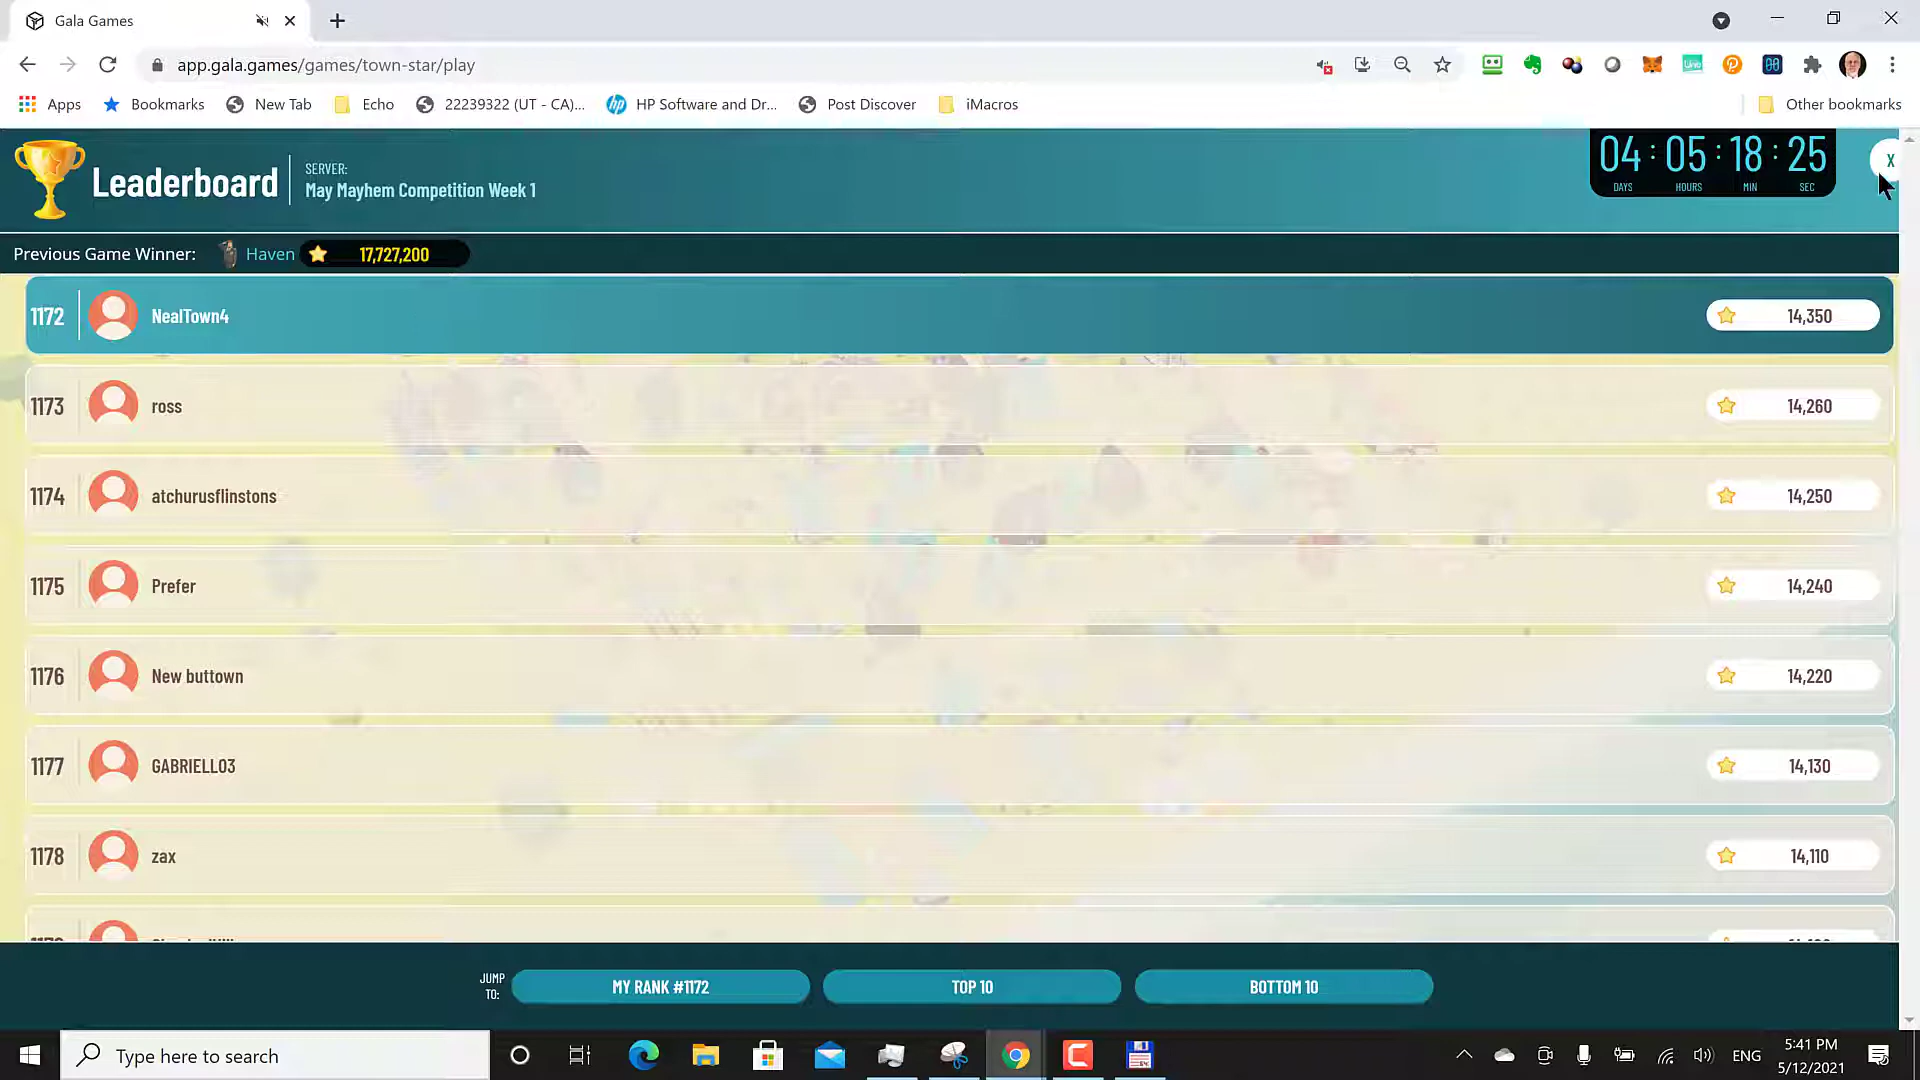 Gala Games
app.gala.games/games/town-star/play
Apps Bookmarks New Tab Echo 22239322 (UT - CA)... HP Software and Dr... Post Discover iMacros Other bookmarks
Leaderboard
SERVER:
May Mayhem Competition Week 1
04 : 05 : 18 : 25
DAYS HOURS MIN SEC
X
Previous Game Winner: Haven 17,727,200
1172 NealTown4 14,350
1173 ross 14,260
1174 atchurusflinstons 14,250
1175 Prefer 14,240
1176 New buttown 14,220
1177 GABRIELLO3 14,130
1178 zax 14,110
JUMP TO: MY RANK #1172 TOP 10 BOTTOM 10
Type here to search
ENG
5:41 PM
5/12/2021